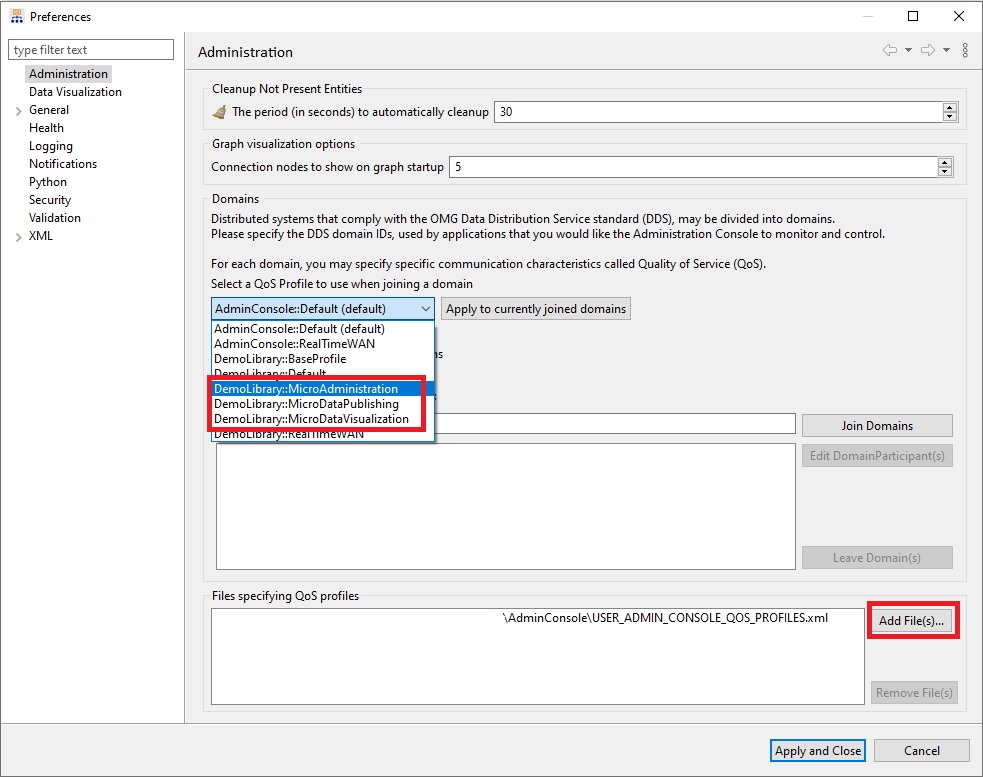 Preferences
type filter text
Administration
Data Visualization
General
Health
Logging
Notifications
Python
Security
Validation
XML
Administration
Cleanup Not Present Entities
The period (in seconds) to automatically cleanup 30
Graph visualization options
Connection nodes to show on graph startup 5
Domains
Distributed systems that comply with the OMG Data Distribution Service standard (DDS), may be divided into domains.
Please specify the DDS domain IDs, used by applications that you would like the Administration Console to monitor and control.
For each domain, you may specify specific communication characteristics called Quality of Service (QoS).
Select a QoS Profile to use when joining a domain
AdminConsole::Default (default) Apply to currently joined domains
AdminConsole::Default (default)
AdminConsole::RealTimeWAN
DemoLibrary::BaseProfile
DemoLibrary::Default
DemoLibrary::MicroAdministration
DemoLibrary::MicroDataPublishing
DemoLibrary::MicroDataVisualization
DemoLibrary::RealTimeWAN
Join Domains
Edit DomainParticipant(s)
Leave Domain(s)
Files specifying QoS profiles
\AdminConsole\USER_ADMIN_CONSOLE_QOS_PROFILES.xml
Add File(s)...
Remove File(s)
Apply and Close Cancel